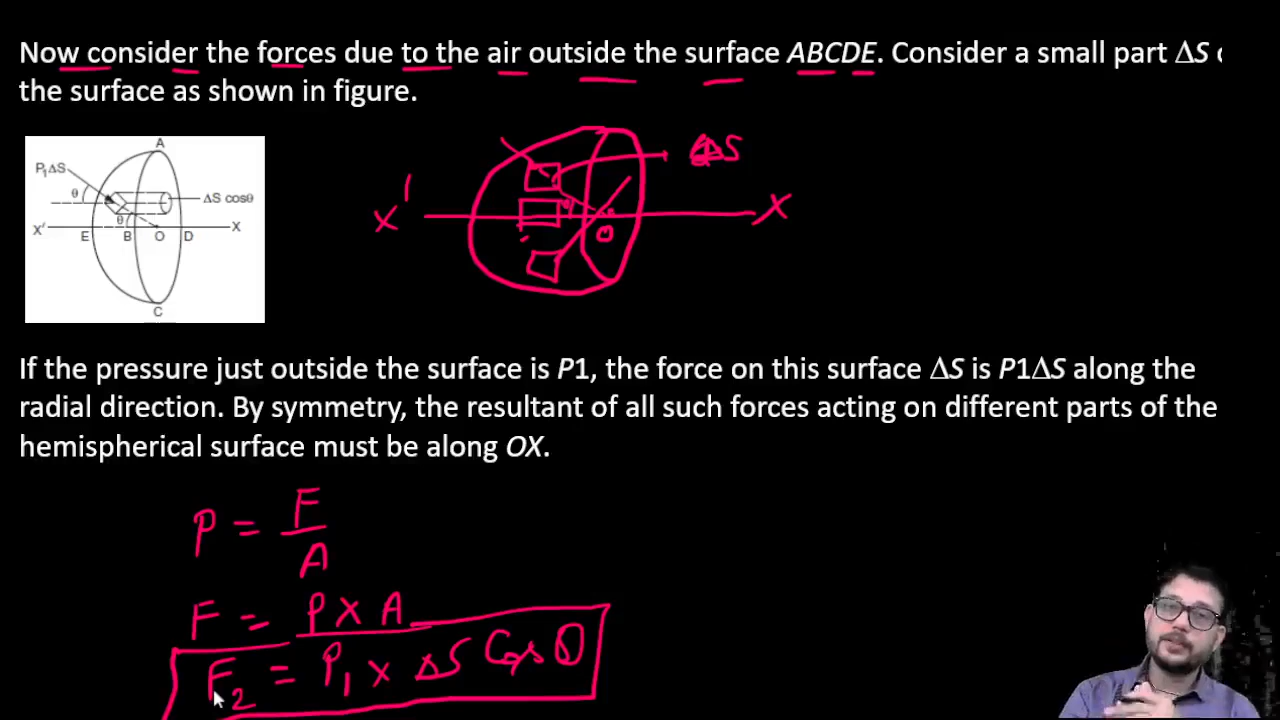 Now consider the forces due to the air outside the surface ABCDE. Consider a small part ΔS
the surface as shown in figure.
A
P₁ΔS
θ
ΔS cosθ
θ
X'
E
B
O
D
X
C
ΔS
X'
θ
O
X
If the pressure just outside the surface is P1, the force on this surface ΔS is P1ΔS along the
radial direction. By symmetry, the resultant of all such forces acting on different parts of the
hemispherical surface must be along OX.
P = F
A
F = P X A
F₂ = P₁ X ΔS Cos θ